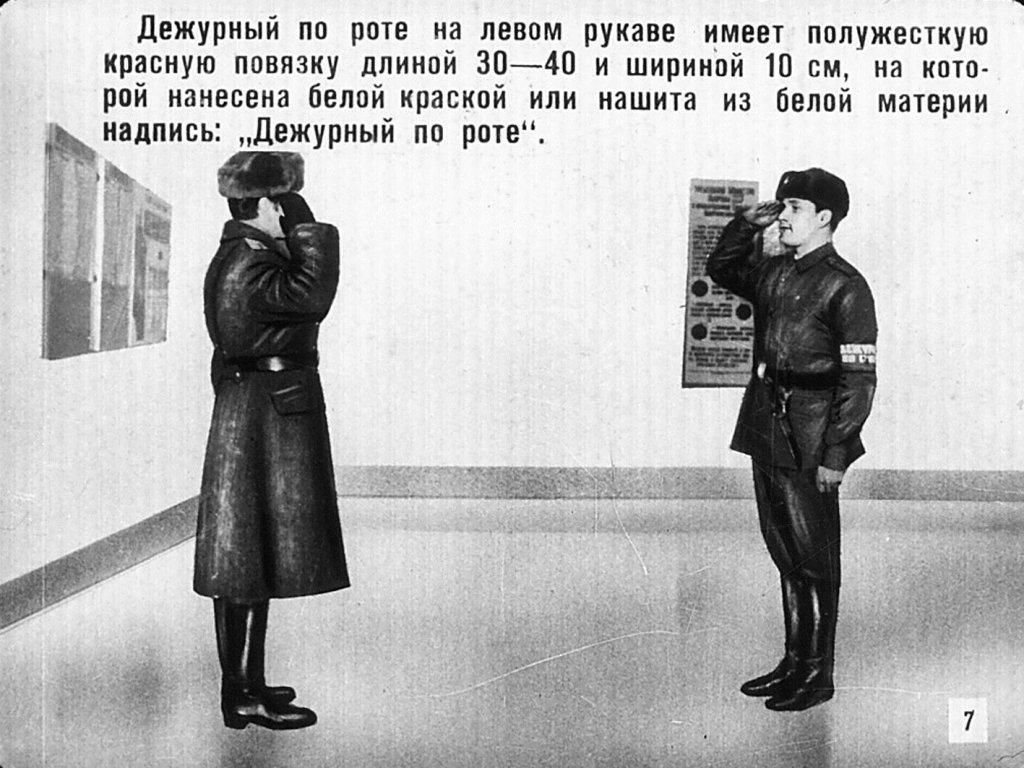 Дежурный по роте на левом рукаве имеет полужесткую
красную повязку длиной 30—40 и шириной 10 см, на кото-
рой нанесена белой краской или нашита из белой материи
надпись: „Дежурный по роте“.
7